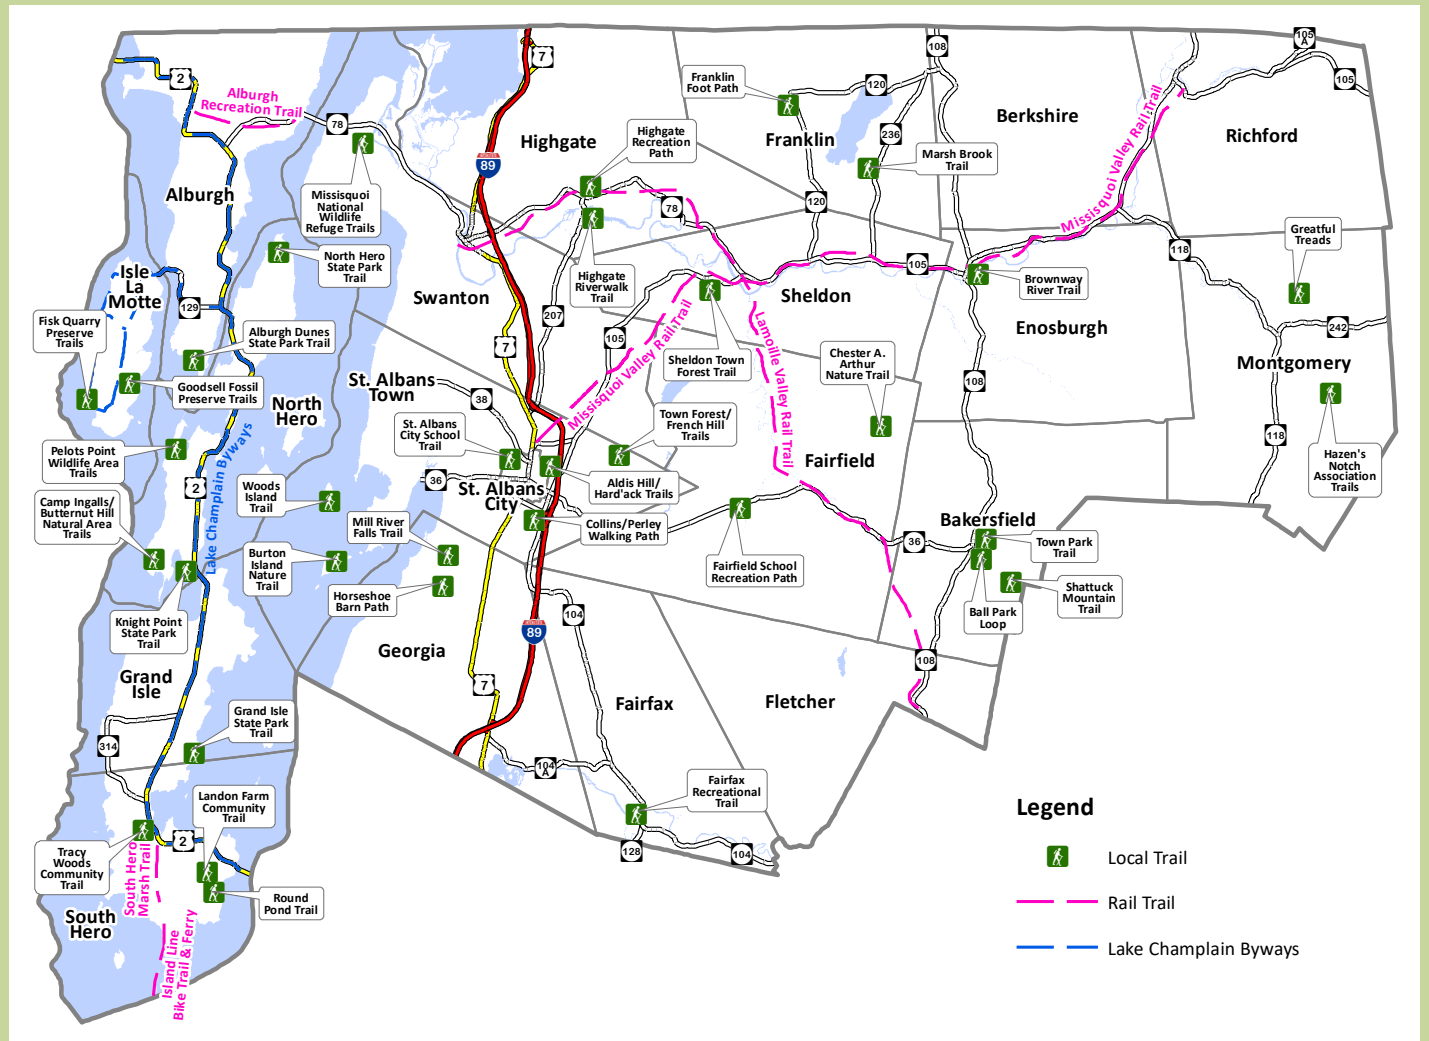 105
A
108
7
Franklin
Foot Path
120
105
2
Alburgh
Recreation Trail
Berkshire
78
Highgate
Highgate
Recreation
Path
Franklin
236
Richford
Missisquoi Valley Rail Trail
89
Marsh Brook
Trail
Alburgh
Missisquoi
National
Wildlife
Refuge Trails
78
120
Greatful
Treads
118
North Hero
State Park
Trail
Highgate
Riverwalk
Trail
105
Brownway
River Trail
Isle
La
Motte
Swanton
Sheldon
129
207
Enosburgh
242
Fisk Quarry
Preserve
Trails
Alburgh Dunes
State Park Trail
7
105
Missisquoi Valley Rail Trail
Sheldon Town
Forest Trail
Lamoille Valley Rail Trail
Chester A.
Arthur
Nature Trail
Montgomery
Goodsell Fossil
Preserve Trails
St. Albans
Town
108
North
Hero
38
St. Albans
City School
Trail
Town Forest/
French Hill
Trails
118
Pelots Point
Wildlife Area
Trails
Lake Champlain Byways
Fairfield
Hazen's
Notch
Association
Trails
2
Woods
Island
Trail
36
St. Albans
City
Aldis Hill/
Hard'ack Trails
Camp Ingalls/
Butternut Hill
Natural Area
Trails
Mill River
Falls Trail
Collins/Perley
Walking Path
Bakersfield
36
Town Park
Trail
Burton
Island
Nature
Trail
Fairfield School
Recreation Path
Horseshoe
Barn Path
Shattuck
Mountain
Trail
Knight Point
State Park
Trail
104
Ball Park
Loop
89
Georgia
108
Grand
Isle
7
Fairfax
Fletcher
Grand Isle
State Park
Trail
314
104
A
Fairfax
Recreational
Trail
Landon Farm
Community
Trail
2
Tracy
Woods
Community
Trail
South Hero
Marsh Trail
128
104
Round
Pond Trail
South
Hero
Island Line
Bike Trail & Ferry
Legend
Local Trail
Rail Trail
Lake Champlain Byways